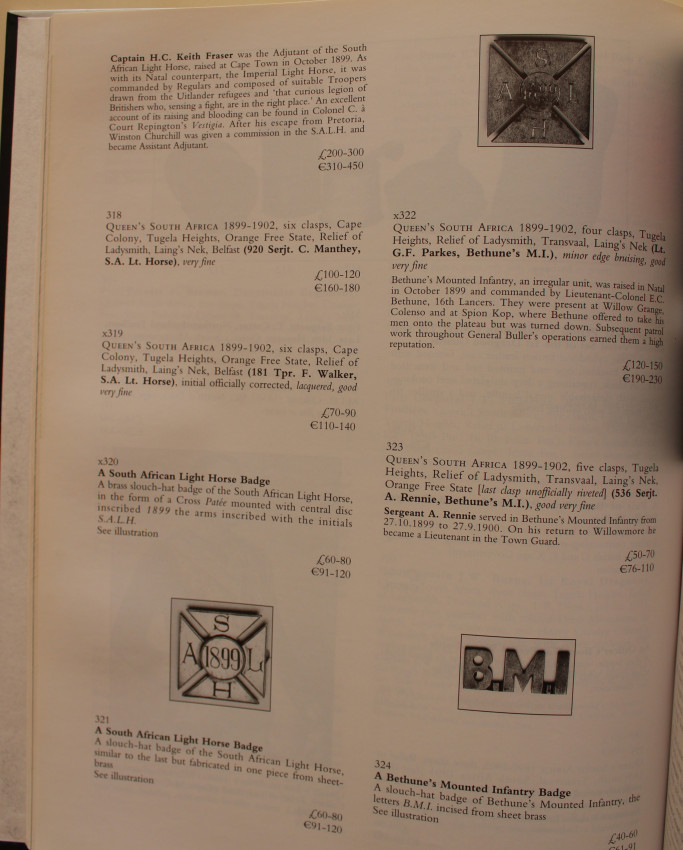 Captain H.C. Keith Fraser was the Adjutant of the South
African Light Horse, raised at Cape Town in October 1899. As
with its Natal counterpart, the Imperial Light Horse, it was
commanded by Regulars and composed of suitable Troopers
drawn from the Uitlander refugees and 'that curious legion of
Britishers who, sensing a fight, are in the right place.' An excellent
account of its raising and blooding can be found in Colonel C. à
Court Repington's Vestigia. After his escape from Pretoria,
Winston Churchill was given a commission in the S.A.L.H. and
became Assistant Adjutant.
£200-300
€310-450
318
QUEEN'S SOUTH AFRICA 1899-1902, six clasps, Cape
Colony, Tugela Heights, Orange Free State, Relief of
Ladysmith, Laing's Nek, Belfast (920 Serjt. C. Manthey,
S.A. Lt. Horse), very fine
£100-120
€160-180
x319
QUEEN'S SOUTH AFRICA 1899-1902, six clasps, Cape
Colony, Tugela Heights, Orange Free State, Relief of
Ladysmith, Laing's Nek, Belfast (181 Tpr. F. Walker,
S.A. Lt. Horse), initial officially corrected, lacquered, good
very fine
£70-90
€110-140
x320
A South African Light Horse Badge
A brass slouch-hat badge of the South African Light Horse,
in the form of a Cross Patée mounted with central disc
inscribed 1899 the arms inscribed with the initials
S.A.L.H.
See illustration
£60-80
€91-120
S
A 1899 L
H
321
A South African Light Horse Badge
A slouch-hat badge of the South African Light Horse,
similar to the last but fabricated in one piece from sheet-
brass
See illustration
£60-80
€91-120
S
A 1899 L
H
x322
QUEEN'S SOUTH AFRICA 1899-1902, four clasps, Tugela
Heights, Relief of Ladysmith, Transvaal, Laing's Nek (Lt.
G.F. Parkes, Bethune's M.I.), minor edge bruising, good
very fine
Bethune's Mounted Infantry, an irregular unit, was raised in Natal
in October 1899 and commanded by Lieutenant-Colonel E.C.
Bethune, 16th Lancers. They were present at Willow Grange,
Colenso and at Spion Kop, where Bethune offered to take his
men onto the plateau but was turned down. Subsequent patrol
work throughout General Buller's operations earned them a high
reputation.
£120-150
€190-230
323
QUEEN'S SOUTH AFRICA 1899-1902, five clasps, Tugela
Heights, Relief of Ladysmith, Transvaal, Laing's Nek,
Orange Free State [last clasp unofficially riveted] (536 Serjt.
A. Rennie, Bethune's M.I.), good very fine
Sergeant A. Rennie served in Bethune's Mounted Infantry from
27.10.1899 to 27.9.1900. On his return to Willowmore he
became a Lieutenant in the Town Guard.
£50-70
€76-110
B.M.I
324
A Bethune's Mounted Infantry Badge
A slouch-hat badge of Bethune's Mounted Infantry, the
letters B.M.I. incised from sheet brass
See illustration
£40-60
€61-91